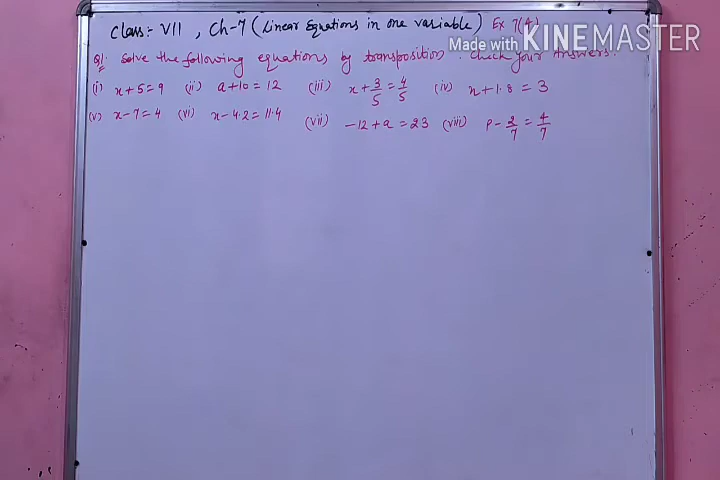 Class:- VII , Ch-7 (Linear Equations in one variable) Ex 7(A)
Made with KINEMASTER
Q1. Solve the following equations by transposition. Check your Answers.
(i) x+5=9 (ii) a+10=12 (iii) x+3/5=4/5 (iv) x+1.8=3
(v) x-7=4 (vi) x-4.2=11.4 (vii) -12+a=23 (viii) p-2/7=4/7